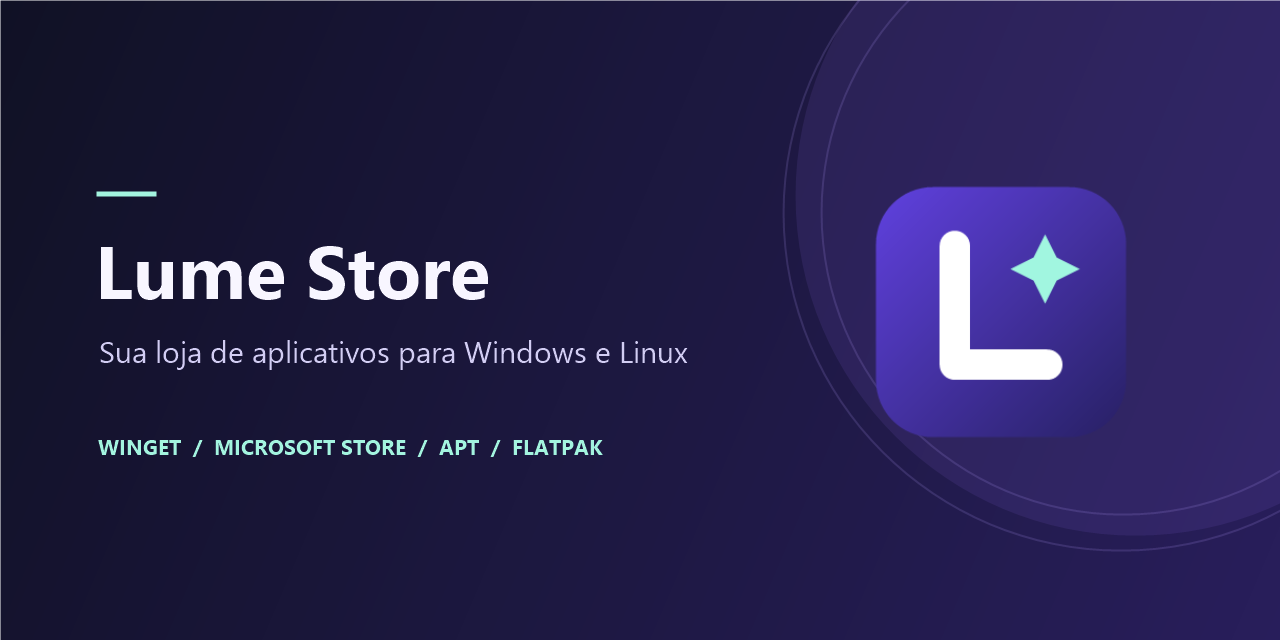 Lume Store
Sua loja de aplicativos para Windows e Linux
WINGET / MICROSOFT STORE / APT / FLATPAK
L